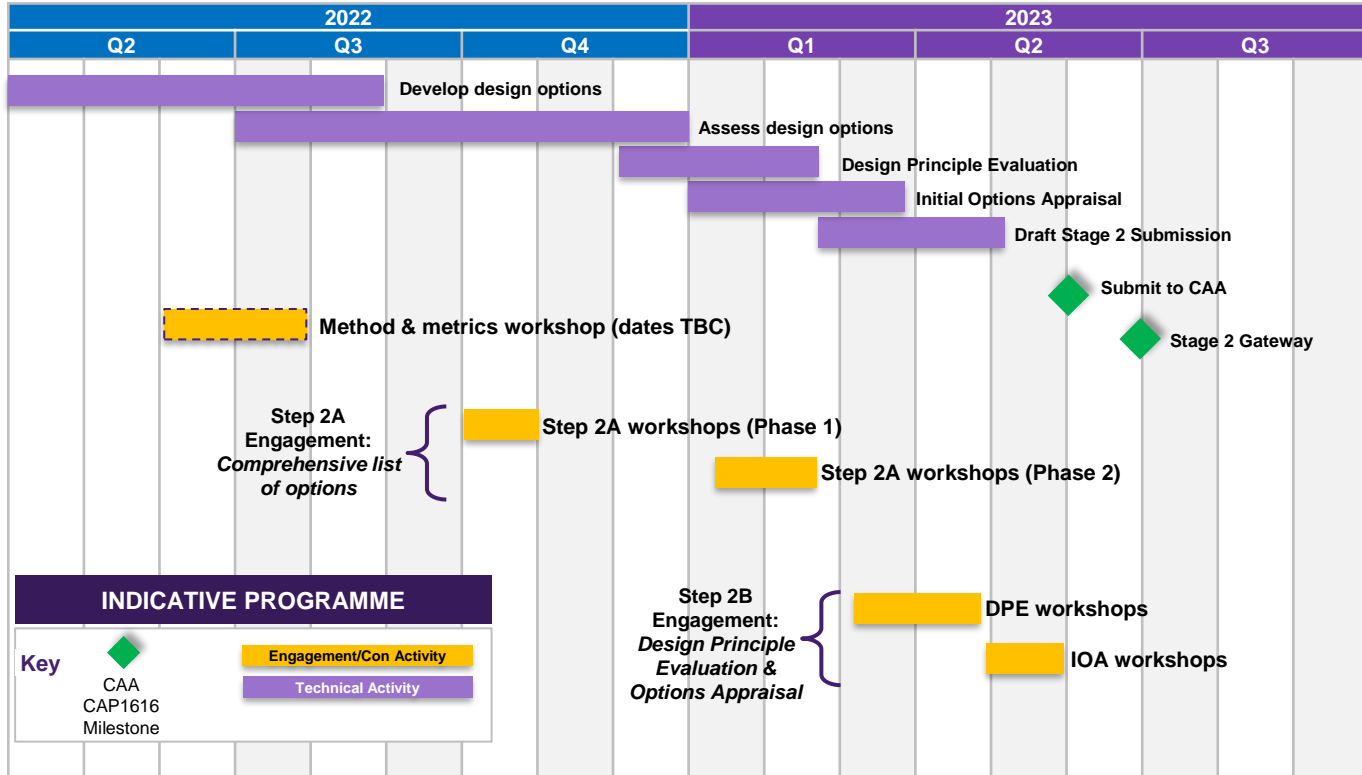 2022
2023
Q2
Q3
Q4
Q1
Q2
Q3
Develop design options
Assess design options
Design Principle Evaluation
Initial Options Appraisal
Draft Stage 2 Submission
Submit to CAA
Method & metrics workshop (dates TBC)
Stage 2 Gateway
Step 2A
Engagement:
Comprehensive list
of options
Step 2A workshops (Phase 1)
Step 2A workshops (Phase 2)
INDICATIVE PROGRAMME
Key
CAA
CAP1616
Milestone
Engagement/Con Activity
Technical Activity
Step 2B
Engagement:
Design Principle
Evaluation &
Options Appraisal
DPE workshops
IOA workshops